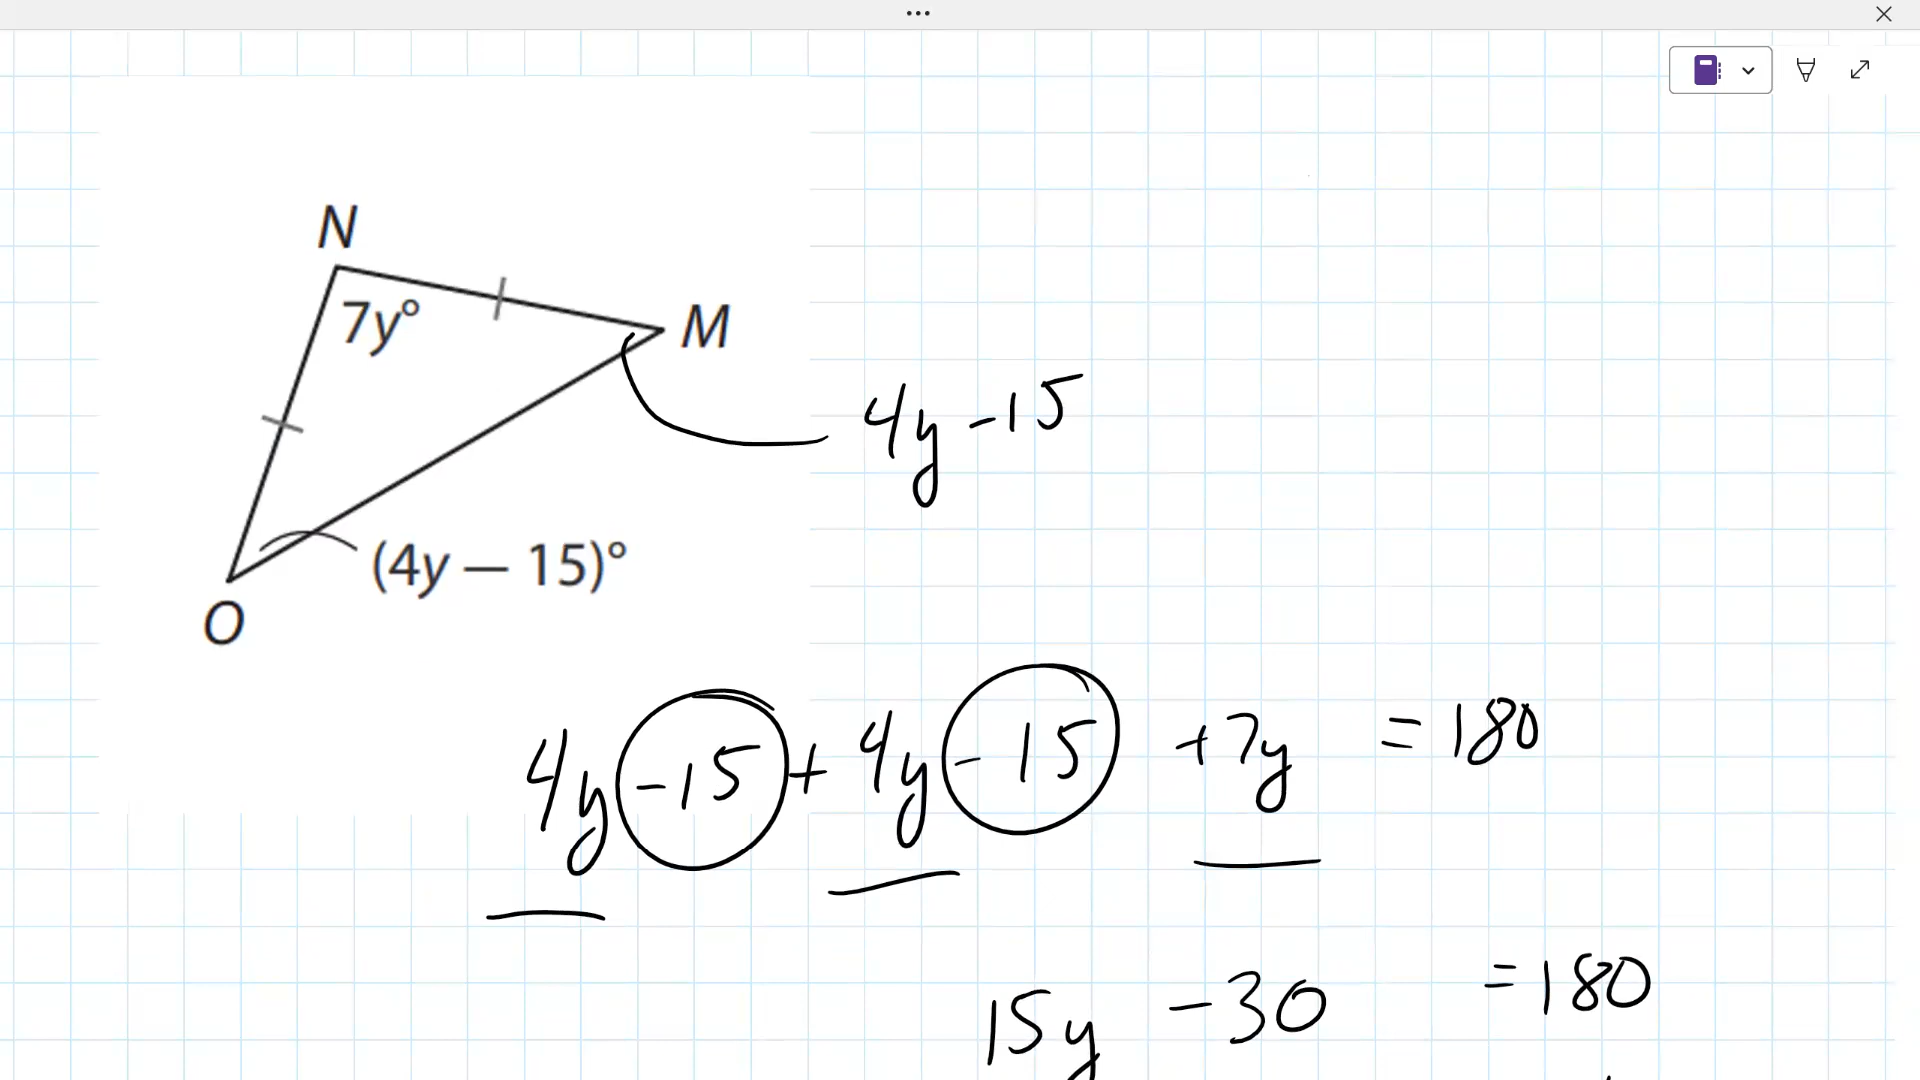 N
7y°
M
4y - 15
(4y — 15)°
O
4y - 15 + 4y - 15 + 7y = 180
15y - 30 = 180